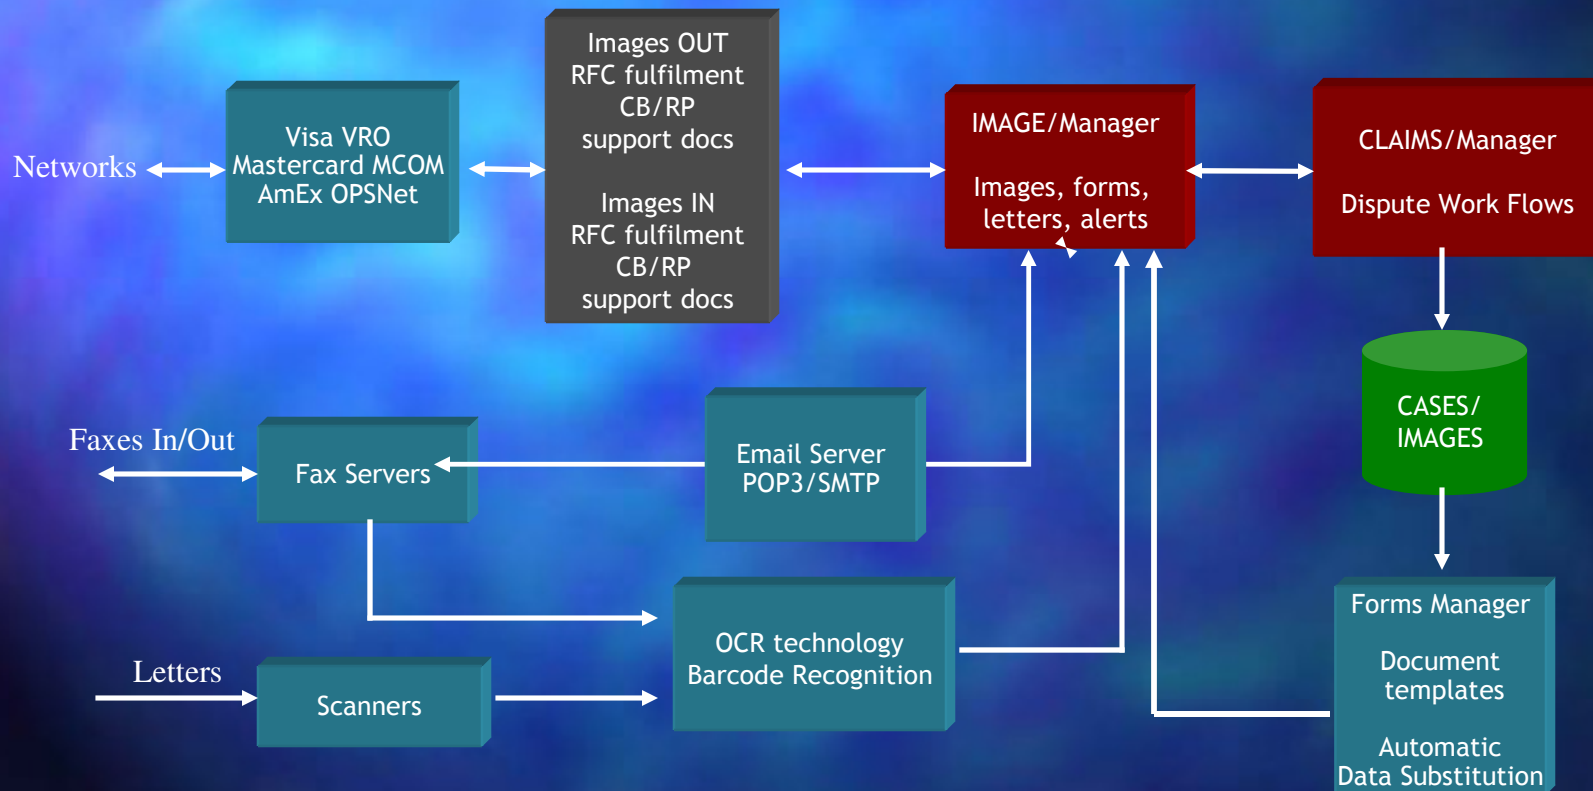 Networks
Visa VRO
Mastercard MCOM
AmEx OPSNet
Images OUT
RFC fulfilment
CB/RP
support docs
Images IN
RFC fulfilment
CB/RP
support docs
IMAGE/Manager
Images, forms,
letters, alerts
CLAIMS/Manager
Dispute Work Flows
CASES/
IMAGES
Faxes In/Out
Fax Servers
Email Server
POP3/SMTP
Letters
Scanners
OCR technology
Barcode Recognition
Forms Manager
Document
templates
Automatic
Data Substitution